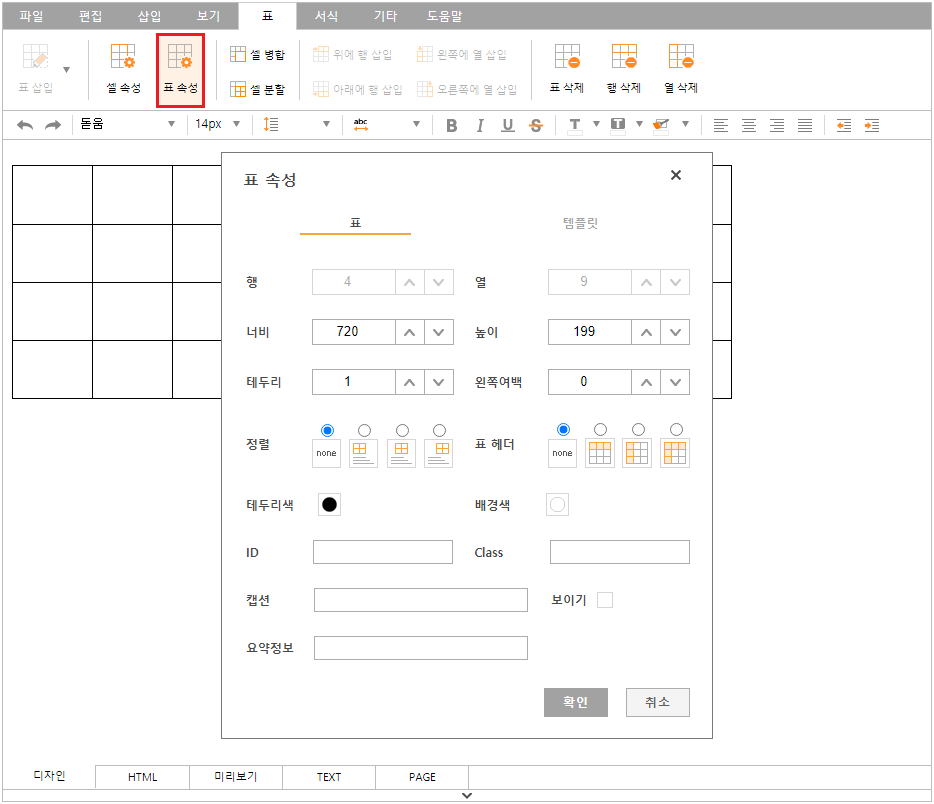 파일 편집 삽입 보기 표 서식 기타 도움말
표 삽입 셀 속성 표 속성 셀 병합 위에 행 삽입 왼쪽에 열 삽입 표 삭제 행 삭제 열 삭제
셀 분할 아래에 행 삽입 오른쪽에 열 삽입
돋움 14px abc B I U S T T
표 속성
표 템플릿
행 4 열 9
너비 720 높이 199
테두리 1 왼쪽여백 0
정렬 none 표 헤더 none
테두리색 배경색
ID Class
캡션 보이기
요약정보
확인 취소
디자인 HTML 미리보기 TEXT PAGE